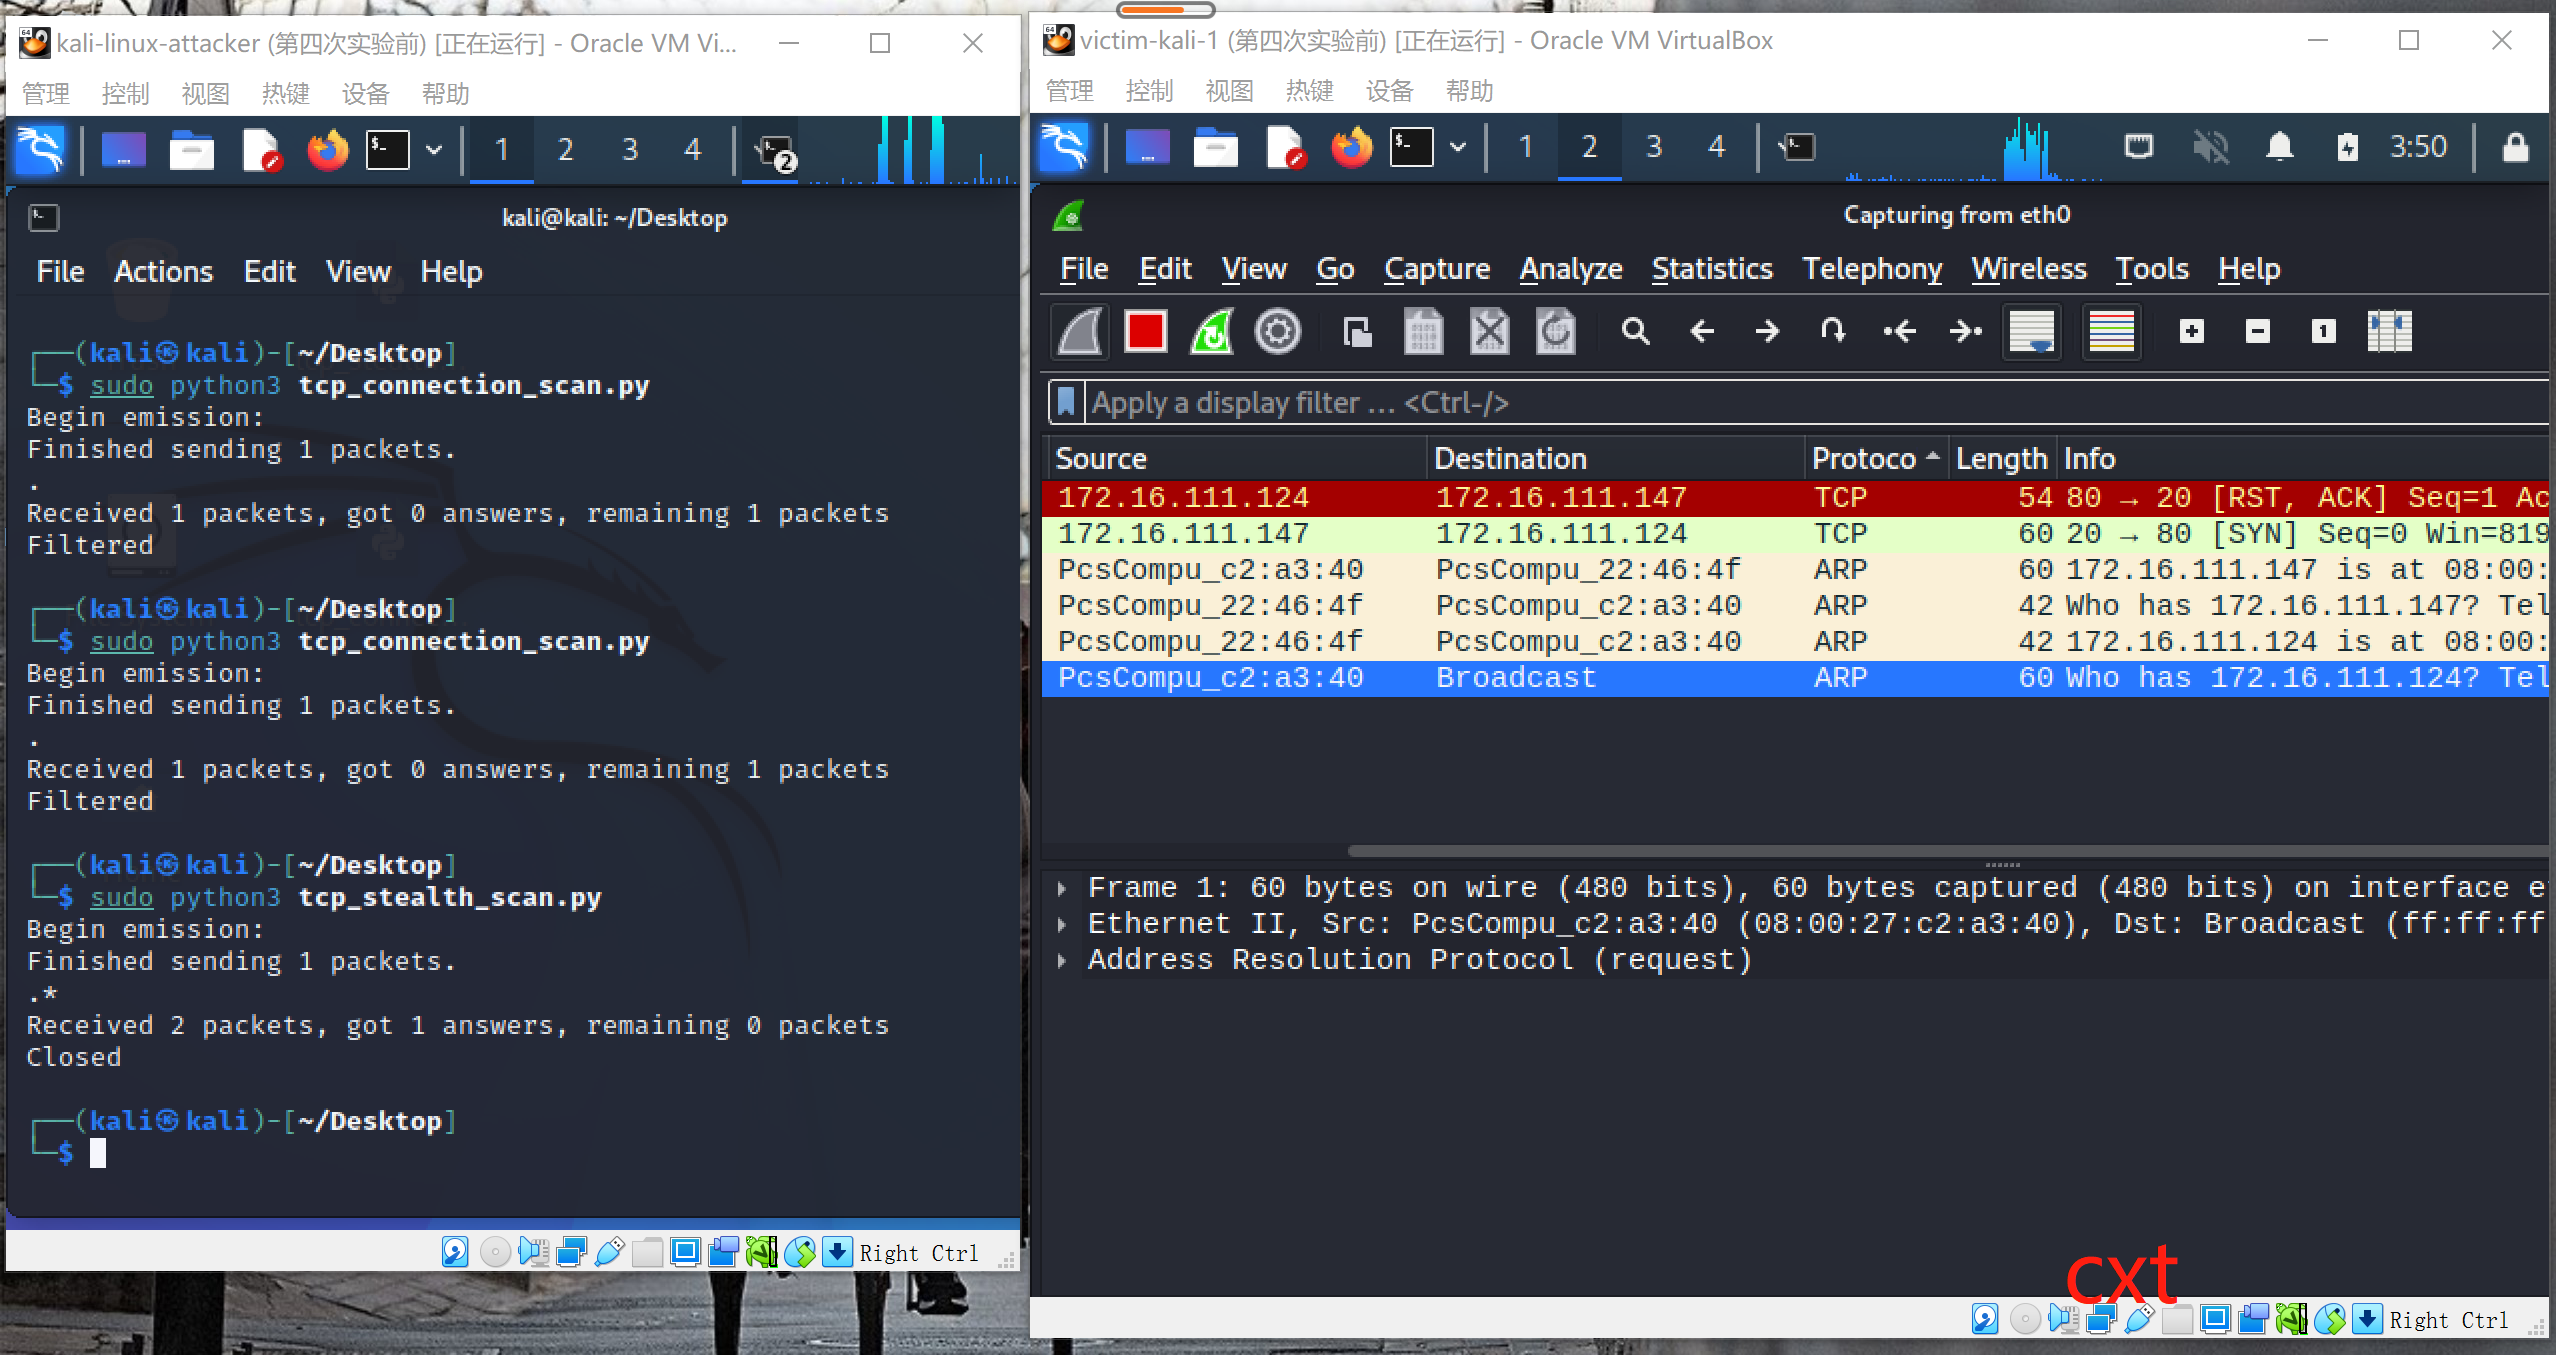 kali-linux-attacker (第四次实验前) [正在运行] - Oracle VM Vi...
管理 控制 视图 热键 设备 帮助
1 2 3 4 2
kali@kali: ~/Desktop
File Actions Edit View Help
┌──(kali㉿kali)-[~/Desktop]
└─$ sudo python3 tcp_connection_scan.py
Begin emission:
Finished sending 1 packets.
.
Received 1 packets, got 0 answers, remaining 1 packets
Filtered
┌──(kali㉿kali)-[~/Desktop]
└─$ sudo python3 tcp_connection_scan.py
Begin emission:
Finished sending 1 packets.
.
Received 1 packets, got 0 answers, remaining 1 packets
Filtered
┌──(kali㉿kali)-[~/Desktop]
└─$ sudo python3 tcp_stealth_scan.py
Begin emission:
Finished sending 1 packets.
.*
Received 2 packets, got 1 answers, remaining 0 packets
Closed
┌──(kali㉿kali)-[~/Desktop]
└─$
Right Ctrl
victim-kali-1 (第四次实验前) [正在运行] - Oracle VM VirtualBox
管理 控制 视图 热键 设备 帮助
1 2 3 4 3:50
Capturing from eth0
File Edit View Go Capture Analyze Statistics Telephony Wireless Tools Help
Apply a display filter ... <Ctrl-/>
Source Destination Protoco Length Info
172.16.111.124 172.16.111.147 TCP 54 80 → 20 [RST, ACK] Seq=1 Ac
172.16.111.147 172.16.111.124 TCP 60 20 → 80 [SYN] Seq=0 Win=819
PcsCompu_c2:a3:40 PcsCompu_22:46:4f ARP 60 172.16.111.147 is at 08:00:
PcsCompu_22:46:4f PcsCompu_c2:a3:40 ARP 42 Who has 172.16.111.147? Tel
PcsCompu_22:46:4f PcsCompu_c2:a3:40 ARP 42 172.16.111.124 is at 08:00:
PcsCompu_c2:a3:40 Broadcast ARP 60 Who has 172.16.111.124? Tel
Frame 1: 60 bytes on wire (480 bits), 60 bytes captured (480 bits) on interface e
Ethernet II, Src: PcsCompu_c2:a3:40 (08:00:27:c2:a3:40), Dst: Broadcast (ff:ff:ff
Address Resolution Protocol (request)
cxt
Right Ctrl